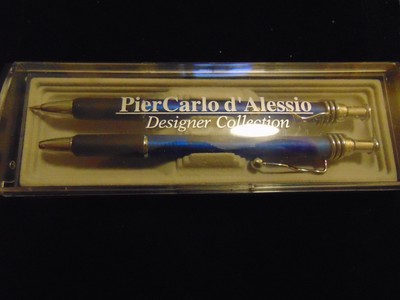 PierCarlo d'Alessio
Designer Collection